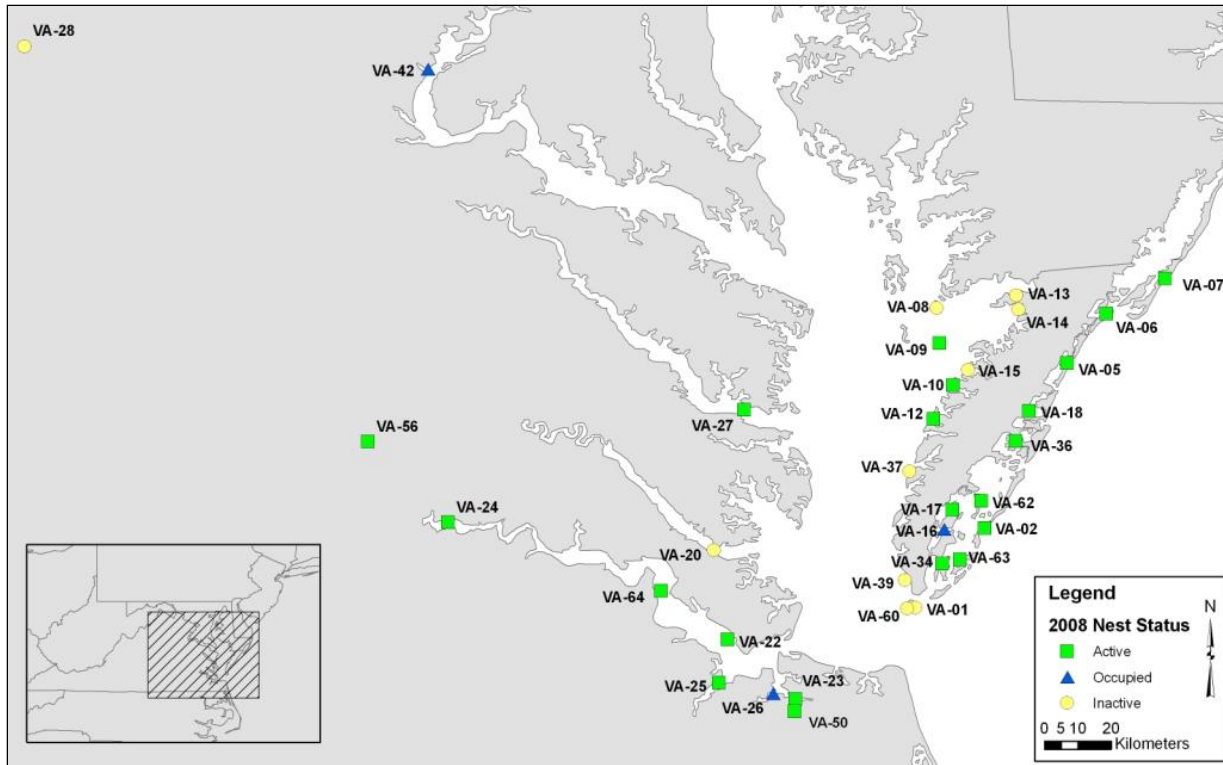 VA-28
VA-42
VA-07
VA-13
VA-08
VA-14
VA-06
VA-09
VA-05
VA-15
VA-10
VA-18
VA-12
VA-27
VA-56
VA-36
VA-37
VA-62
VA-24
VA-17
VA-02
VA-16
VA-20
VA-63
VA-34
VA-39
VA-64
VA-01
VA-60
VA-22
VA-25
VA-23
VA-26
VA-50
Legend
2008 Nest Status
Active
Occupied
Inactive
N
0 5 10 20
Kilometers